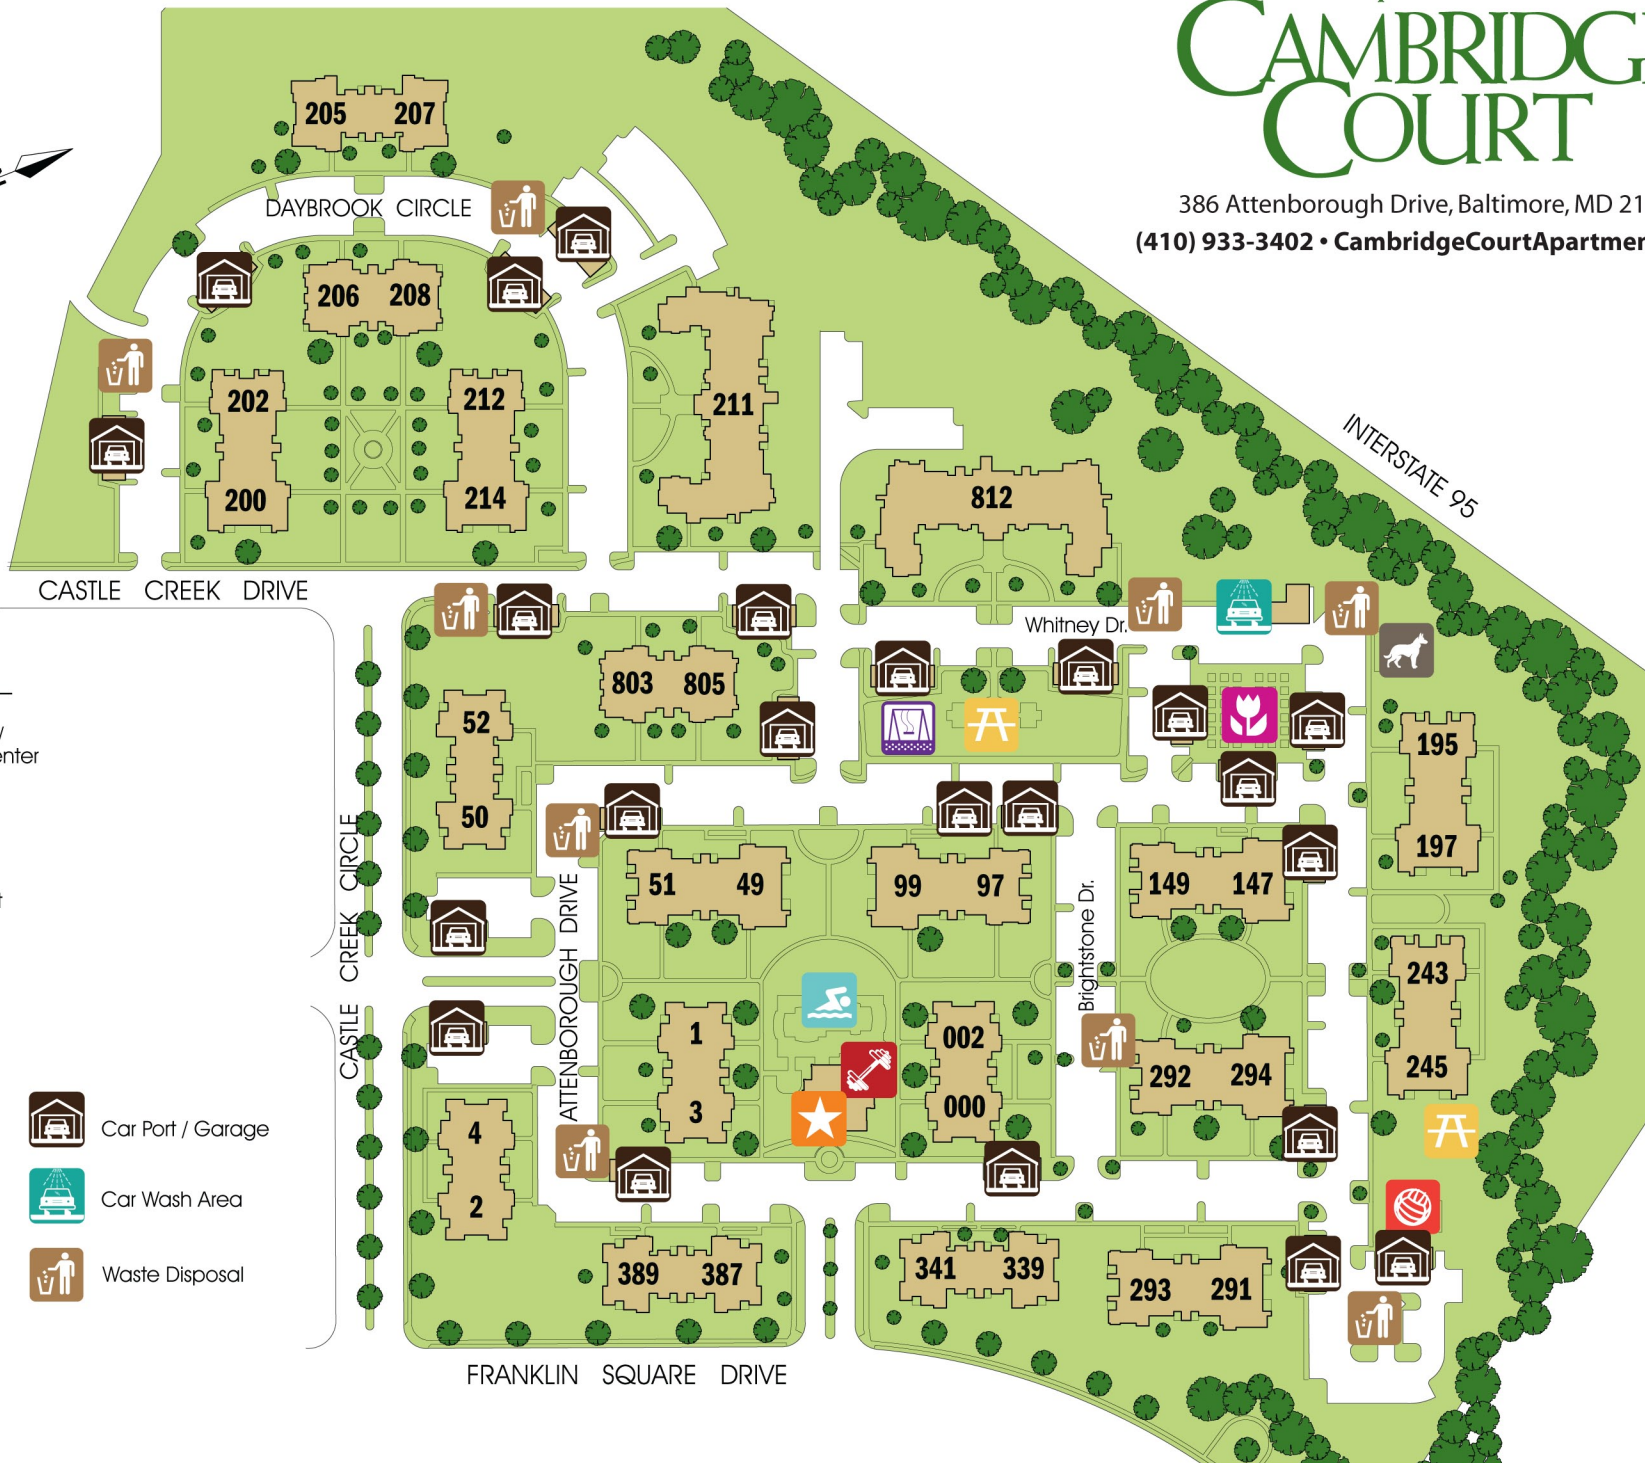 CAMBRIDG
COURT
386 Attenborough Drive, Baltimore, MD 21
(410) 933-3402 • CambridgeCourtApartmer
205 207
DAYBROOK CIRCLE
206 208
202
212
211
200
214
812
INTERSTATE 95
CASTLE CREEK DRIVE
Whitney Dr.
803 805
52
50
195
197
CASTLE CREEK CIRCLE
ATTENBOROUGH DRIVE
51 49
99 97
Brightstone Dr.
149 147
243
245
1
3
002
000
292 294
4
2
389 387
341 339
293 291
FRANKLIN SQUARE DRIVE
enter
Car Port / Garage
Car Wash Area
Waste Disposal